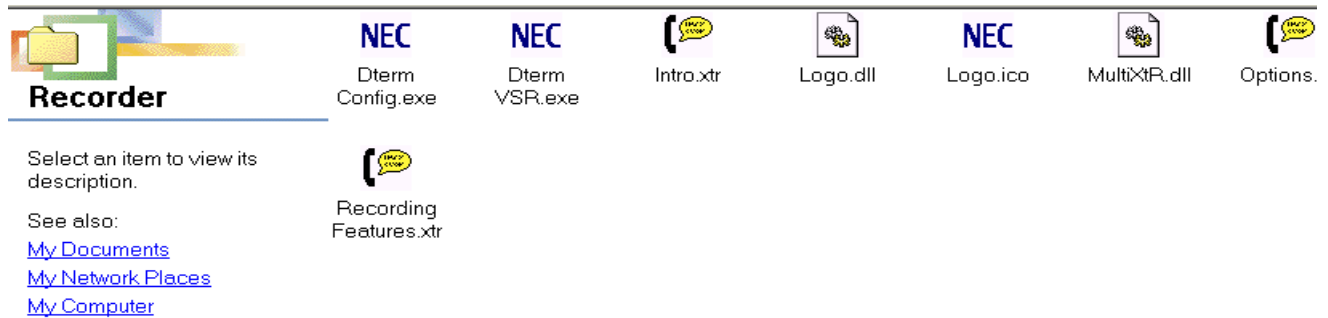 NEC
NEC
NEC
Recorder
Dterm
Config.exe
Dterm
VSR.exe
Intro.xtr
Logo.dll
Logo.ico
MultiXtR.dll
Options.
Select an item to view its
description.
See also:
My Documents
My Network Places
My Computer
Recording
Features.xtr